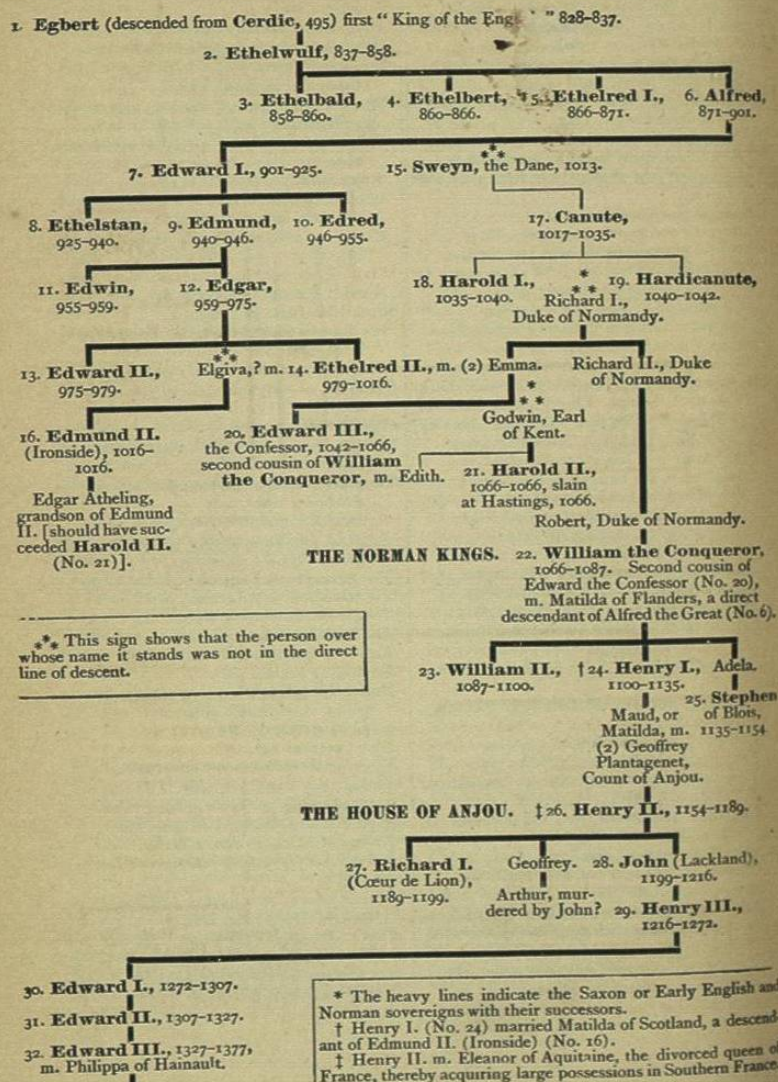 1. Egbert (descended from Cerdic, 495) first “ King of the ” 828-837.
2. Ethelwulf, 837-858.
3. Ethelbald, 4. Ethelbert, 5. Ethelred I., 6. Alfred,
858-860. 860-866. 866-871. 871-901.
7. Edward I., 901-925. 15. Sweyn, the Dane, 1013.
8. Ethelstan, 9. Edmund, 10. Edred, 17. Canute,
925-940. 940-946. 946-955. 1017-1035.
11. Edwin, 12. Edgar, 18. Harold I., 19. Hardicanute,
955-959. 959-975. 1035-1040. Richard I., 1040-1042.
Duke of Normandy.
13. Edward II., Elgiva,? m. 14. Ethelred II., m. (2) Emma. Richard II., Duke
975-979. 979-1016. of Normandy.
16. Edmund II.
(Ironside), 1016-
1016.
Edgar Atheling,
grandson of Edmund
II. [should have suc-
ceeded Harold II.
(No. 21)].
20. Edward III.,
the Confessor, 1042-1066,
second cousin of William
the Conqueror, m. Edith.
Godwin, Earl
of Kent.
21. Harold II.,
1066-1066, slain
at Hastings, 1066.
Robert, Duke of Normandy.
THE NORMAN KINGS. 22. William the Conqueror,
1066-1087. Second cousin of
Edward the Confessor (No. 20),
m. Matilda of Flanders, a direct
descendant of Alfred the Great (No. 6).
*** This sign shows that the person over
whose name it stands was not in the direct
line of descent.
23. William II., † 24. Henry I., Adela.
1087-1100. 1100-1135.
25. Stephen
of Blois,
1135-1154
Maud, or
Matilda, m.
(2) Geoffrey
Plantagenet,
Count of Anjou.
THE HOUSE OF ANJOU. ‡ 26. Henry II., 1154-1189.
27. Richard I. Geoffrey. 28. John (Lackland),
(Cœur de Lion), 1199-1216.
1189-1199.
Arthur, mur-
dered by John?
29. Henry III.,
1216-1272.
30. Edward I., 1272-1307.
31. Edward II., 1307-1327.
32. Edward III., 1327-1377,
m. Philippa of Hainault.
* The heavy lines indicate the Saxon or Early English and
Norman sovereigns with their successors.
† Henry I. (No. 24) married Matilda of Scotland, a descend-
ant of Edmund II. (Ironside) (No. 16).
‡ Henry II. m. Eleanor of Aquitaine, the divorced queen of
France, thereby acquiring large possessions in Southern France